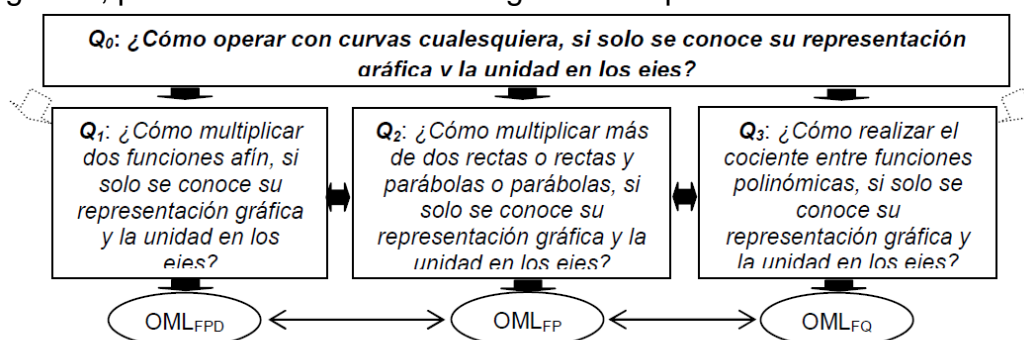 Q₀: ¿Cómo operar con curvas cualesquiera, si solo se conoce su representación
gráfica y la unidad en los ejes?
Q₁: ¿Cómo multiplicar
dos funciones afín, si
solo se conoce su
representación gráfica
y la unidad en los
ejes?
Q₂: ¿Cómo multiplicar más
de dos rectas o rectas y
parábolas o parábolas, si
solo se conoce su
representación gráfica y la
unidad en los ejes?
Q₃: ¿Cómo realizar el
cociente entre funciones
polinómicas, si solo se
conoce su
representación gráfica y
la unidad en los ejes?
OML_FPD
OML_FP
OML_FQ